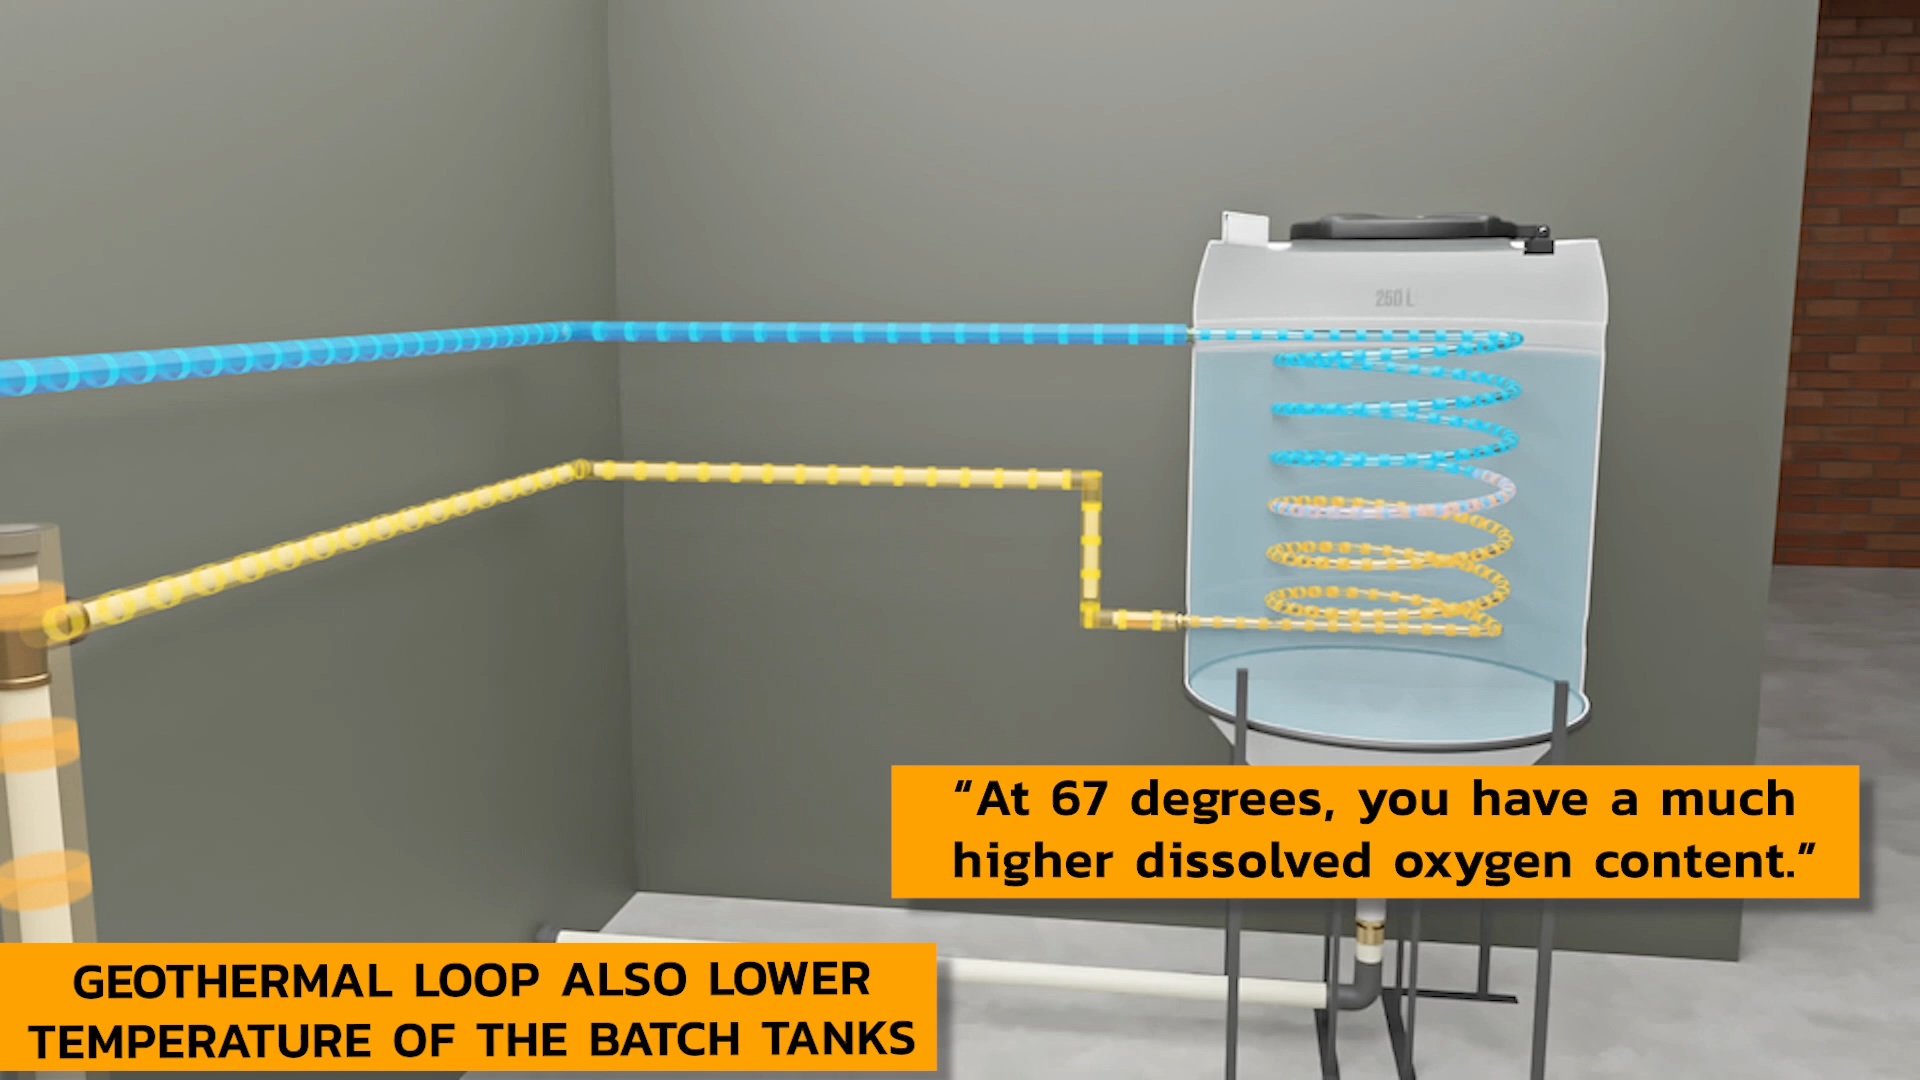 260 L
“At 67 degrees, you have a much
higher dissolved oxygen content.”
GEOTHERMAL LOOP ALSO LOWER
TEMPERATURE OF THE BATCH TANKS